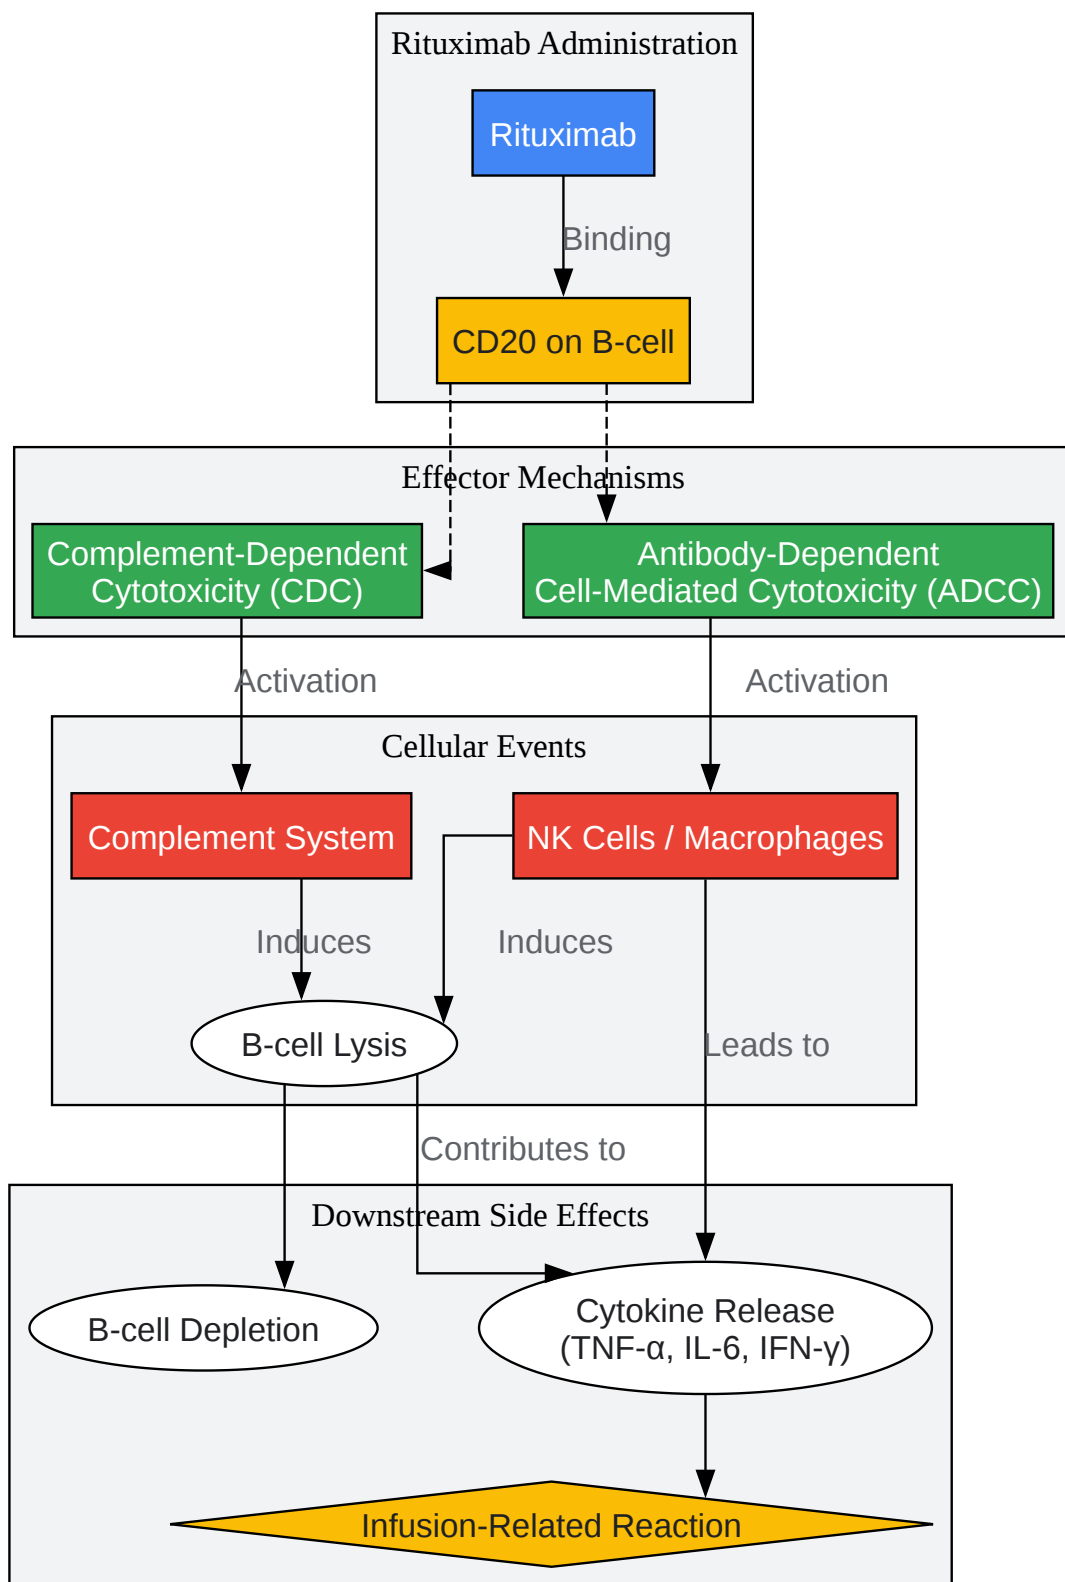 Rituximab Administration
Rituximab
Binding
CD20 on B-cell
Effector Mechanisms
Complement-Dependent
Cytotoxicity (CDC)
Antibody-Dependent
Cell-Mediated Cytotoxicity (ADCC)
Activation
Activation
Cellular Events
Complement System
NK Cells / Macrophages
Induces
Induces
B-cell Lysis
Leads to
Contributes to
Downstream Side Effects
B-cell Depletion
Cytokine Release
(TNF-α, IL-6, IFN-γ)
Infusion-Related Reaction